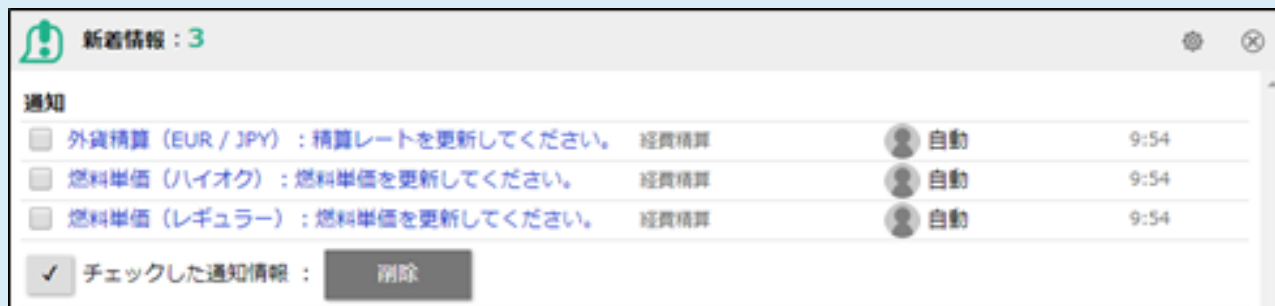 新着情報：3
通知
外貨精算（EUR / JPY）：精算レートを更新してください。 経費精算 自動 9:54
燃料単価（ハイオク）：燃料単価を更新してください。 経費精算 自動 9:54
燃料単価（レギュラー）：燃料単価を更新してください。 経費精算 自動 9:54
✓ チェックした通知情報： 削除